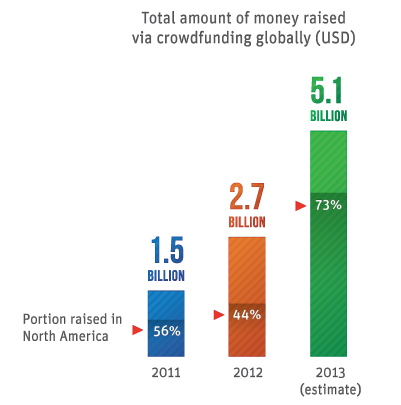 Total amount of money raised
via crowdfunding globally (USD)
5.1
BILLION
2.7
BILLION
73%
1.5
BILLION
Portion raised in
North America
56%
44%
2011
2012
2013
(estimate)